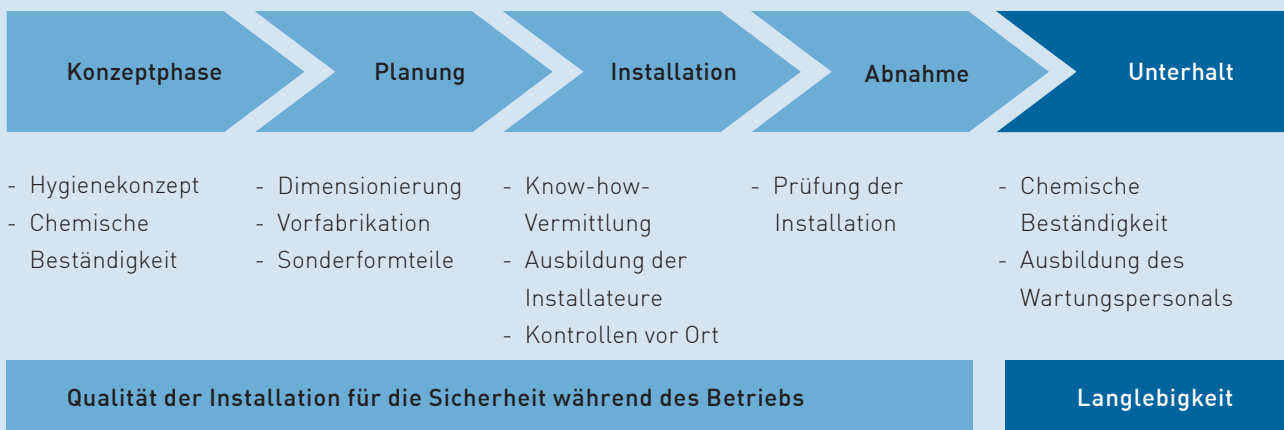 Konzeptphase
Planung
Installation
Abnahme
Unterhalt
- Hygienekonzept
- Chemische
Beständigkeit
- Dimensionierung
- Vorfabrikation
- Sonderformteile
- Know-how-
Vermittlung
- Ausbildung der
Installateure
- Kontrollen vor Ort
- Prüfung der
Installation
- Chemische
Beständigkeit
- Ausbildung des
Wartungspersonals
Qualität der Installation für die Sicherheit während des Betriebs
Langlebigkeit